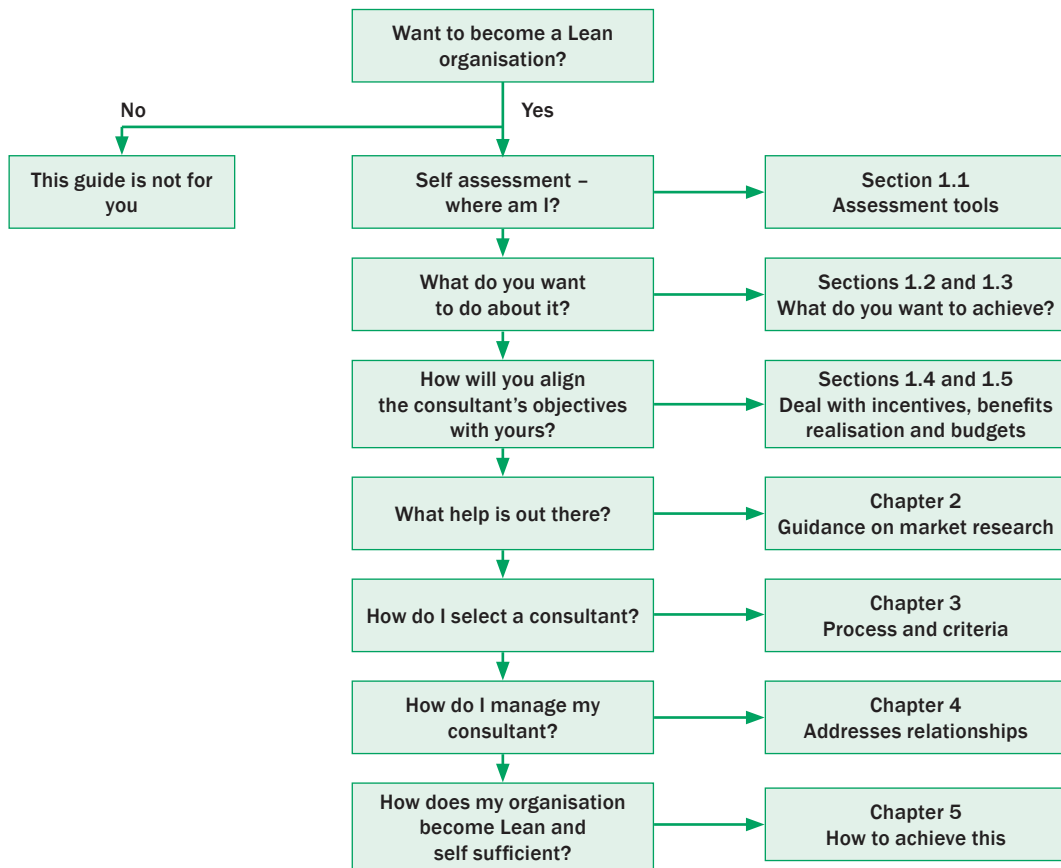 Want to become a Lean
organisation?
No
Yes
This guide is not for
you
Self assessment –
where am I?
Section 1.1
Assessment tools
What do you want
to do about it?
Sections 1.2 and 1.3
What do you want to achieve?
How will you align
the consultant’s objectives
with yours?
Sections 1.4 and 1.5
Deal with incentives, benefits
realisation and budgets
What help is out there?
Chapter 2
Guidance on market research
How do I select a consultant?
Chapter 3
Process and criteria
How do I manage my
consultant?
Chapter 4
Addresses relationships
How does my organisation
become Lean and
self sufficient?
Chapter 5
How to achieve this